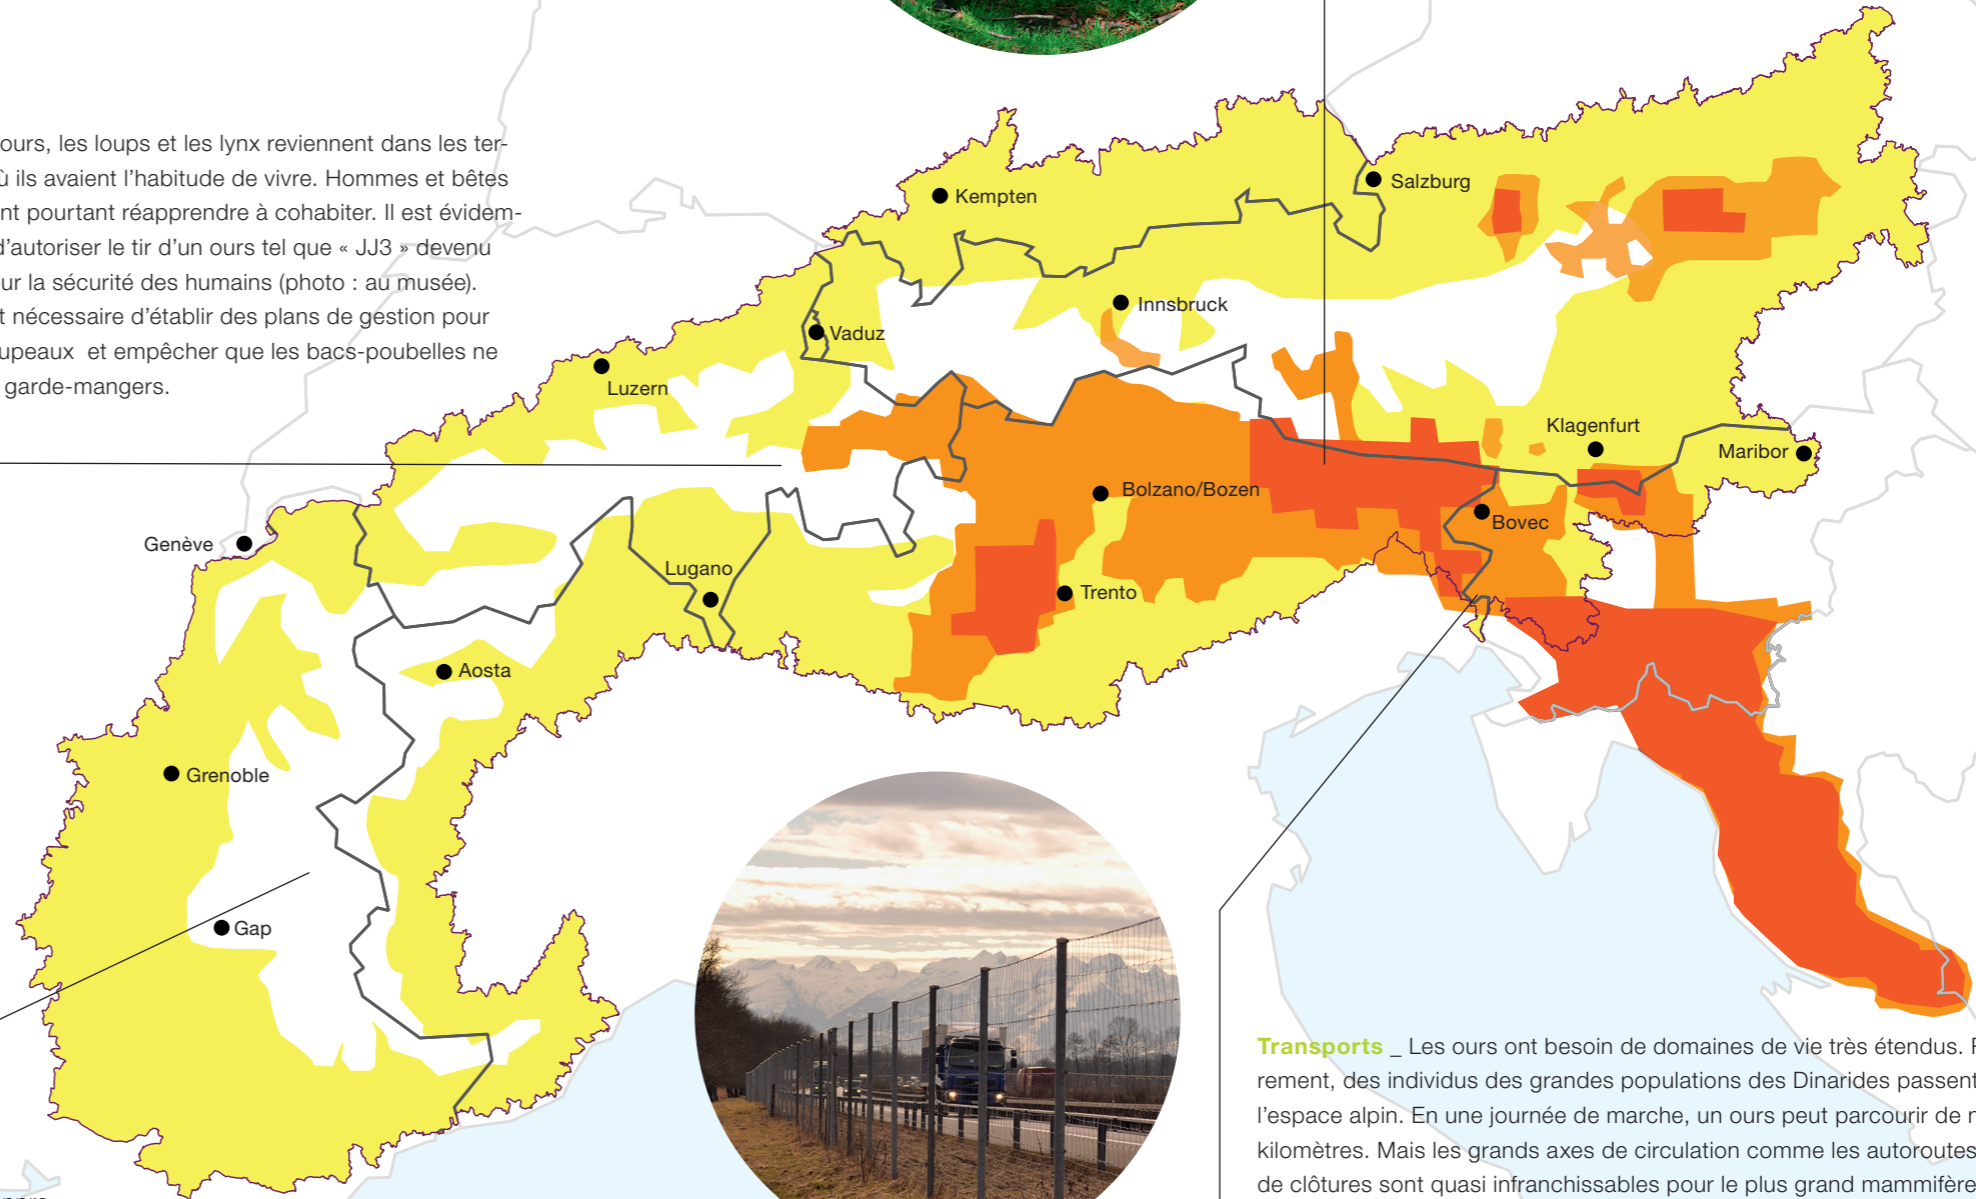 ours, les loups et les lynx reviennent dans les ter-
ils avaient l'habitude de vivre. Hommes et bêtes
pourtant réapprendre à cohabiter. Il est évidem-
d'autoriser le tir d'un ours tel que « JJ3 » devenu
la sécurité des humains (photo : au musée).
nécessaire d'établir des plans de gestion pour
et empêcher que les bacs-poubelles ne
garde-mangers.
Kempten
Salzburg
Innsbruck
Vaduz
Luzern
Klagenfurt
Maribor
Bolzano/Bozen
Bovec
Genève
Lugano
Trento
Aosta
Grenoble
Gap
Transports _ Les ours ont besoin de domaines de vie très étendus.
des individus des grandes populations des Dinarides passent
l'espace alpin. En une journée de marche, un ours peut parcourir de
kilomètres. Mais les grands axes de circulation comme les autoroutes
de clôtures sont quasi infranchissables pour le plus grand mammifère